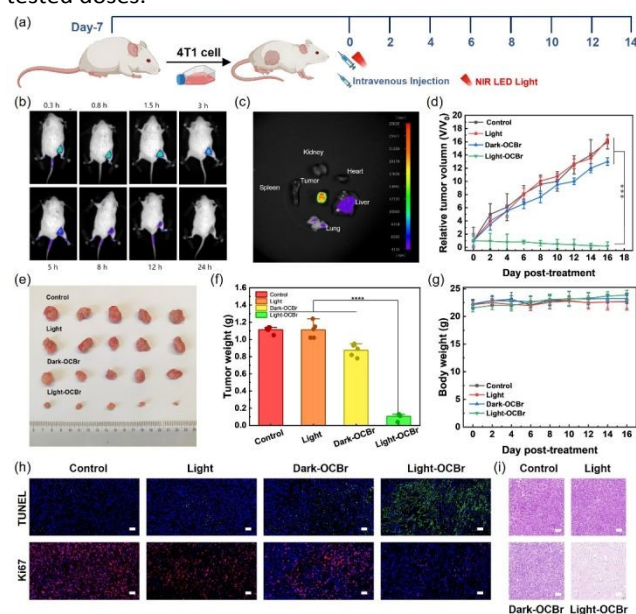 tested doses.
(a)
Day-7
4T1 cell
0 2 4 6 8 10 12 14
Intravenous Injection NIR LED Light
(b)
0.3 h 0.8 h 1.5 h 3 h
5 h 8 h 12 h 24 h
(c)
Kidney
Heart
Tumor
Spleen
Liver
Lung
(d)
Relative tumor volumn (V/V₀)
20
18
16
14
12
10
8
6
4
2
0
Control
Light
Dark-OCBr
Light-OCBr
***
0 2 4 6 8 10 12 14 16 18
Day post-treatment
(e)
Control
Light
Dark-OCBr
Light-OCBr
(f)
Tumor weight (g)
1.8
1.6
1.4
1.2
1.0
0.8
0.6
0.4
0.2
0.0
Control
Light
Dark-OCBr
Light-OCBr
****
Control Light Dark-OCBr Light-OCBr
(g)
Body weight (g)
25
20
15
10
5
0
Control
Light
Dark-OCBr
Light-OCBr
0 2 4 6 8 10 12 14 16
Day post-treatment
(h)
Control Light Dark-OCBr Light-OCBr
TUNEL
Ki67
(i)
Control Light
Dark-OCBr Light-OCBr